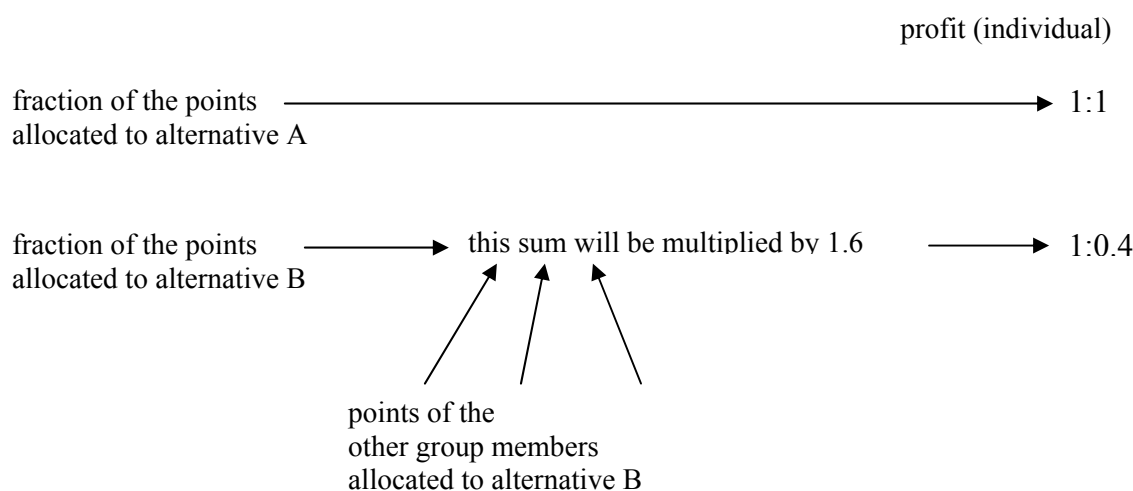 profit (individual)
fraction of the points
allocated to alternative A
1:1
fraction of the points
allocated to alternative B
this sum will be multiplied by 1.6
1:0.4
points of the
other group members
allocated to alternative B